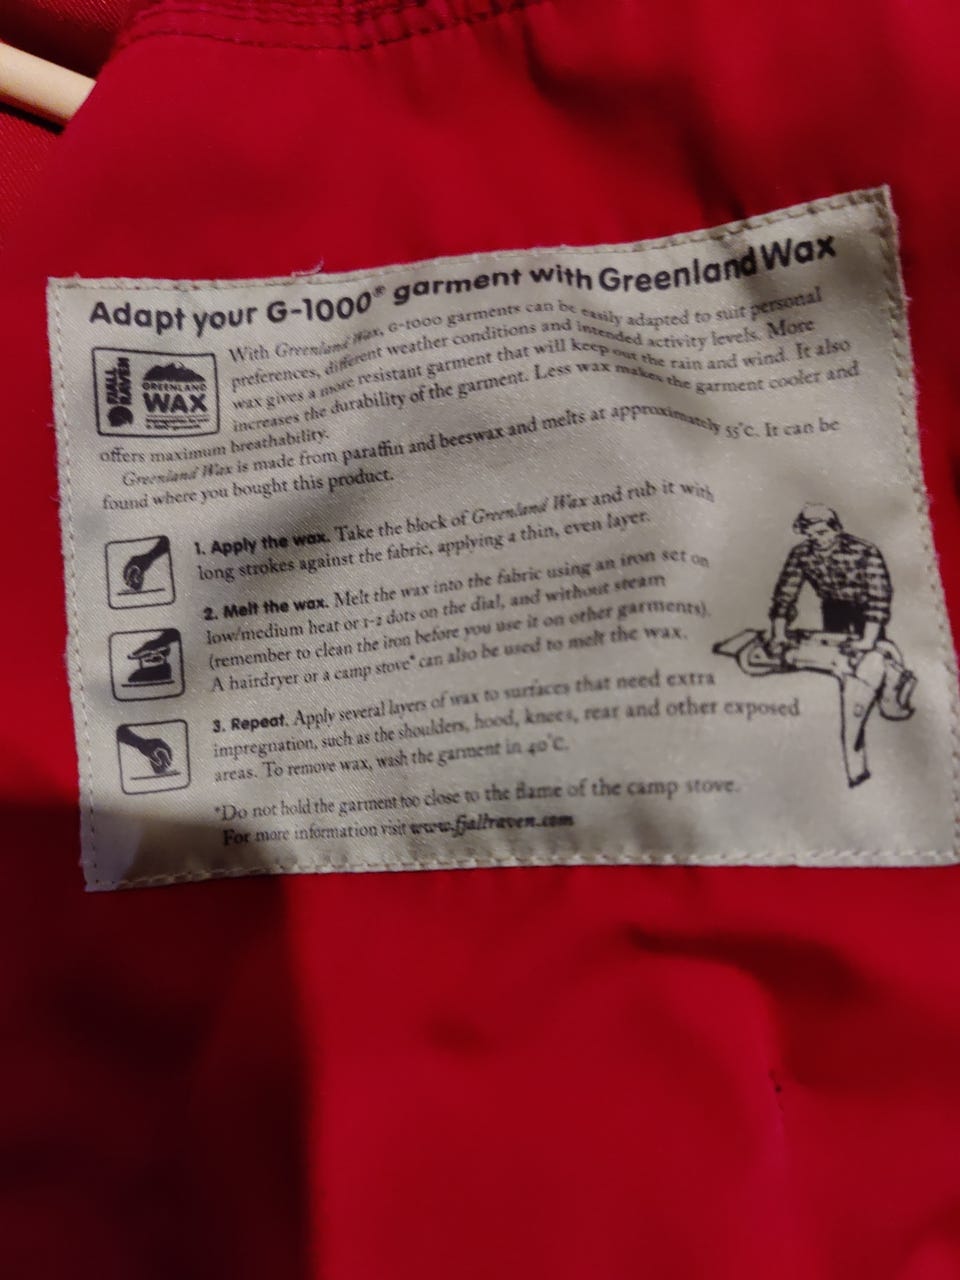 Adapt your G-1000® garment with Greenland Wax
FJÄLL
RÄVEN
GREENLAND
WAX
With Greenland Wax, G-1000 garments can be easily adapted to suit personal
preferences, different weather conditions and intended activity levels. More
wax gives a more resistant garment that will keep out the rain and wind. It also
increases the durability of the garment. Less wax makes the garment cooler and
offers maximum breathability.
Greenland Wax is made from paraffin and beeswax and melts at approximately 55°C. It can be
found where you bought this product.
1. Apply the wax. Take the block of Greenland Wax and rub it with
long strokes against the fabric, applying a thin, even layer.
2. Melt the wax. Melt the wax into the fabric using an iron set on
low/medium heat or 1-2 dots on the dial, and without steam
(remember to clean the iron before you use it on other garments).
A hairdryer or a camp stove* can also be used to melt the wax.
3. Repeat. Apply several layers of wax to surfaces that need extra
impregnation, such as the shoulders, hood, knees, rear and other exposed
areas. To remove wax, wash the garment in 40°C.
*Do not hold the garment too close to the flame of the camp stove.
For more information visit www.fjallraven.com